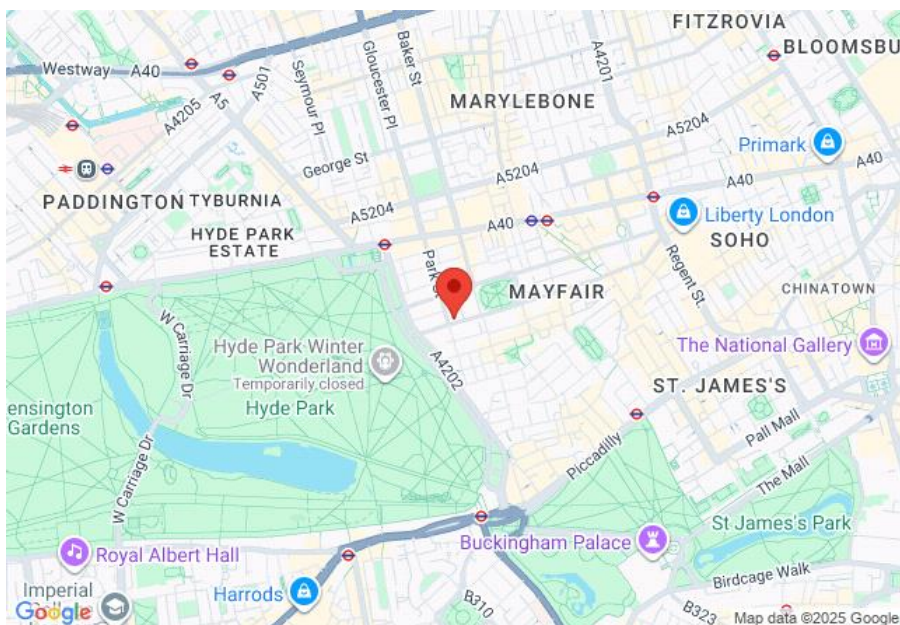 FITZROVIA
BLOOMSBU
Westway
A40
A501
A5
A4205
Seymour Pl
Gloucester Pl
Baker St
A4201
MARYLEBONE
A5204
Primark
George St
A5204
A40
PADDINGTON
TYBURNIA
A5204
A40
Liberty London
HYDE PARK
ESTATE
SOHO
Regent St.
MAYFAIR
CHINATOWN
W Carriage Dr
Hyde Park Winter
Wonderland
Temporarily closed
A4202
The National Gallery
ST. JAMES'S
ensington
Gardens
Hyde Park
Pall Mall
Piccadilly
The Mall
W Carriage Dr
St James's Park
Royal Albert Hall
Buckingham Palace
Birdcage Walk
Imperial
Harrods
B310
B323
Google
Map data ©2025 Google